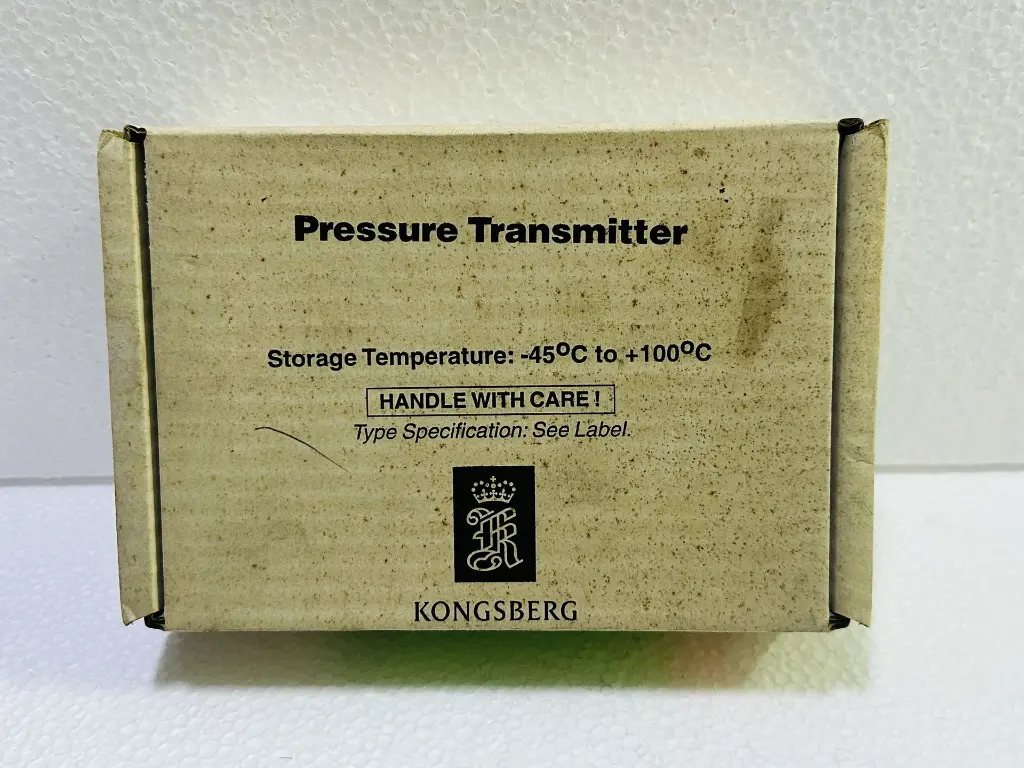 Pressure Transmitter
Storage Temperature: -45ºC to +100ºC
HANDLE WITH CARE !
Type Specification: See Label.
KONGSBERG